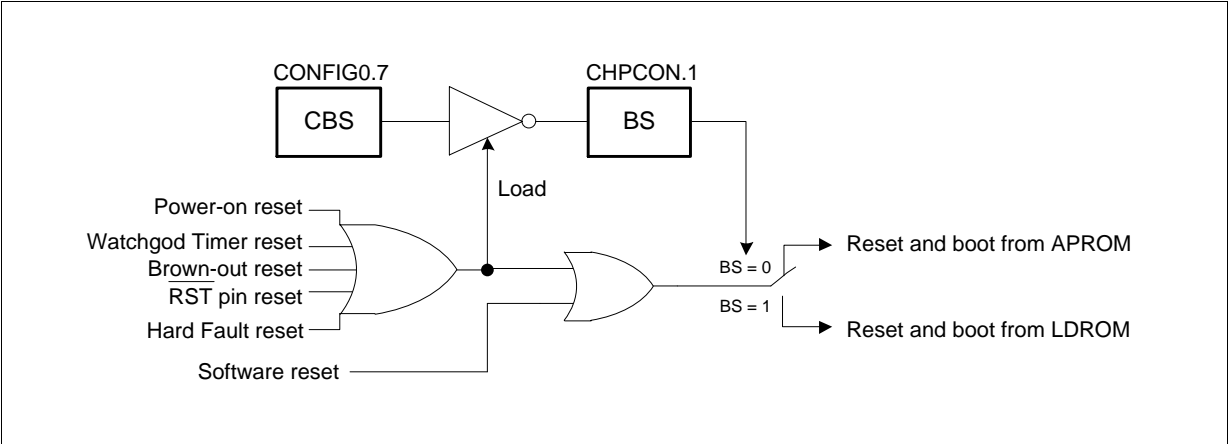 CONFIG0.7
CHPCON.1
CBS
BS
Load
Power-on reset
Watchgod Timer reset
Brown-out reset
RST pin reset
Hard Fault reset
Software reset
BS = 0
BS = 1
Reset and boot from APROM
Reset and boot from LDROM